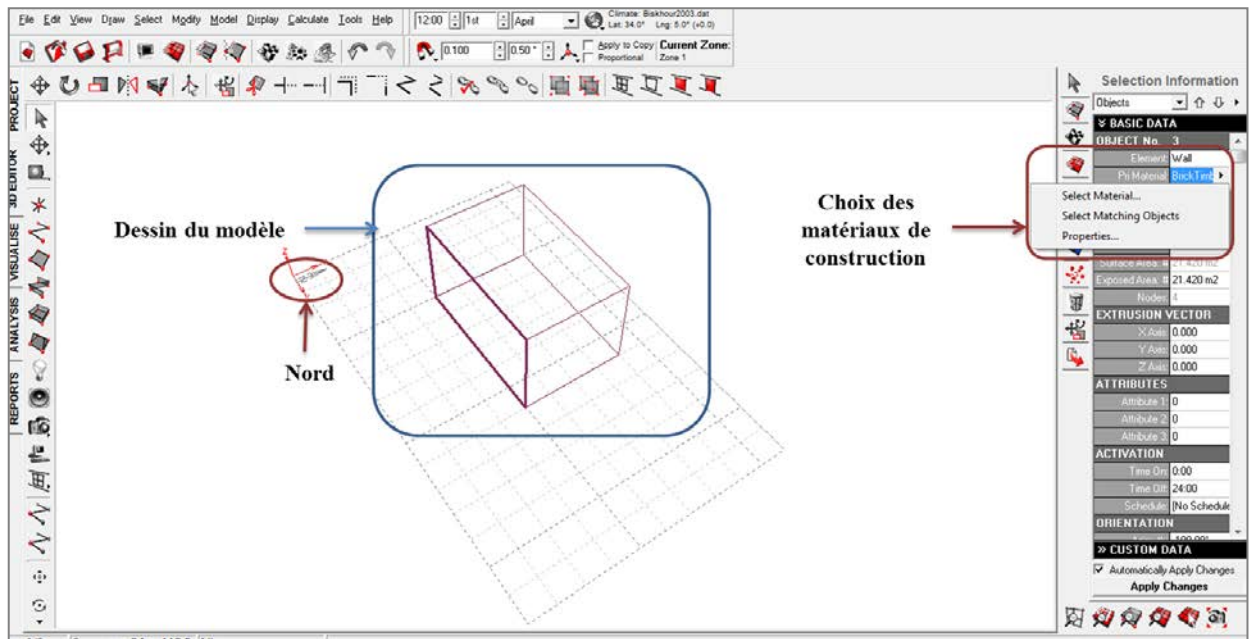 File Edit View Draw Select Modify Model Display Calculate Tools Help
12:00 1st April
Climate: Biskhour2003.dat
Lat: 34.0° Lng: 5.0° (+0.0)
0.100 0.50 °
Apply to Copy
Proportional
Current Zone:
Zone 1
PROJECT
3D EDITOR
VISUALISE
ANALYSIS
REPORTS
Dessin du modèle
Nord
Choix des
matériaux de
construction
Selection Information
Objects
BASIC DATA
OBJECT No. 3
Element: Wall
Pri Material: BrickTimb
Select Material...
Select Matching Objects
Properties...
Surface Area: # 21.420 m2
Exposed Area: # 21.420 m2
Nodes: 4
EXTRUSION VECTOR
X Axis: 0.000
Y Axis: 0.000
Z Axis: 0.000
ATTRIBUTES
Attribute 1: 0
Attribute 2: 0
Attribute 3: 0
ACTIVATION
Time On: 0:00
Time Off: 24:00
Schedule: [No Schedule
ORIENTATION
» CUSTOM DATA
Automatically Apply Changes
Apply Changes